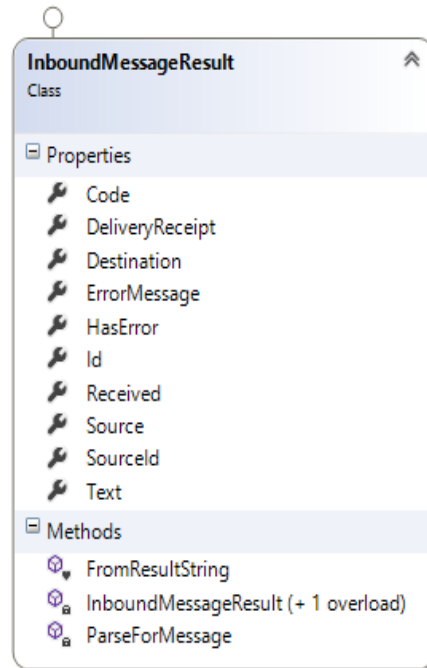 InboundMessageResult
Class
Properties
Code
DeliveryReceipt
Destination
ErrorMessage
HasError
Id
Received
Source
SourceId
Text
Methods
FromResultString
InboundMessageResult (+ 1 overload)
ParseForMessage